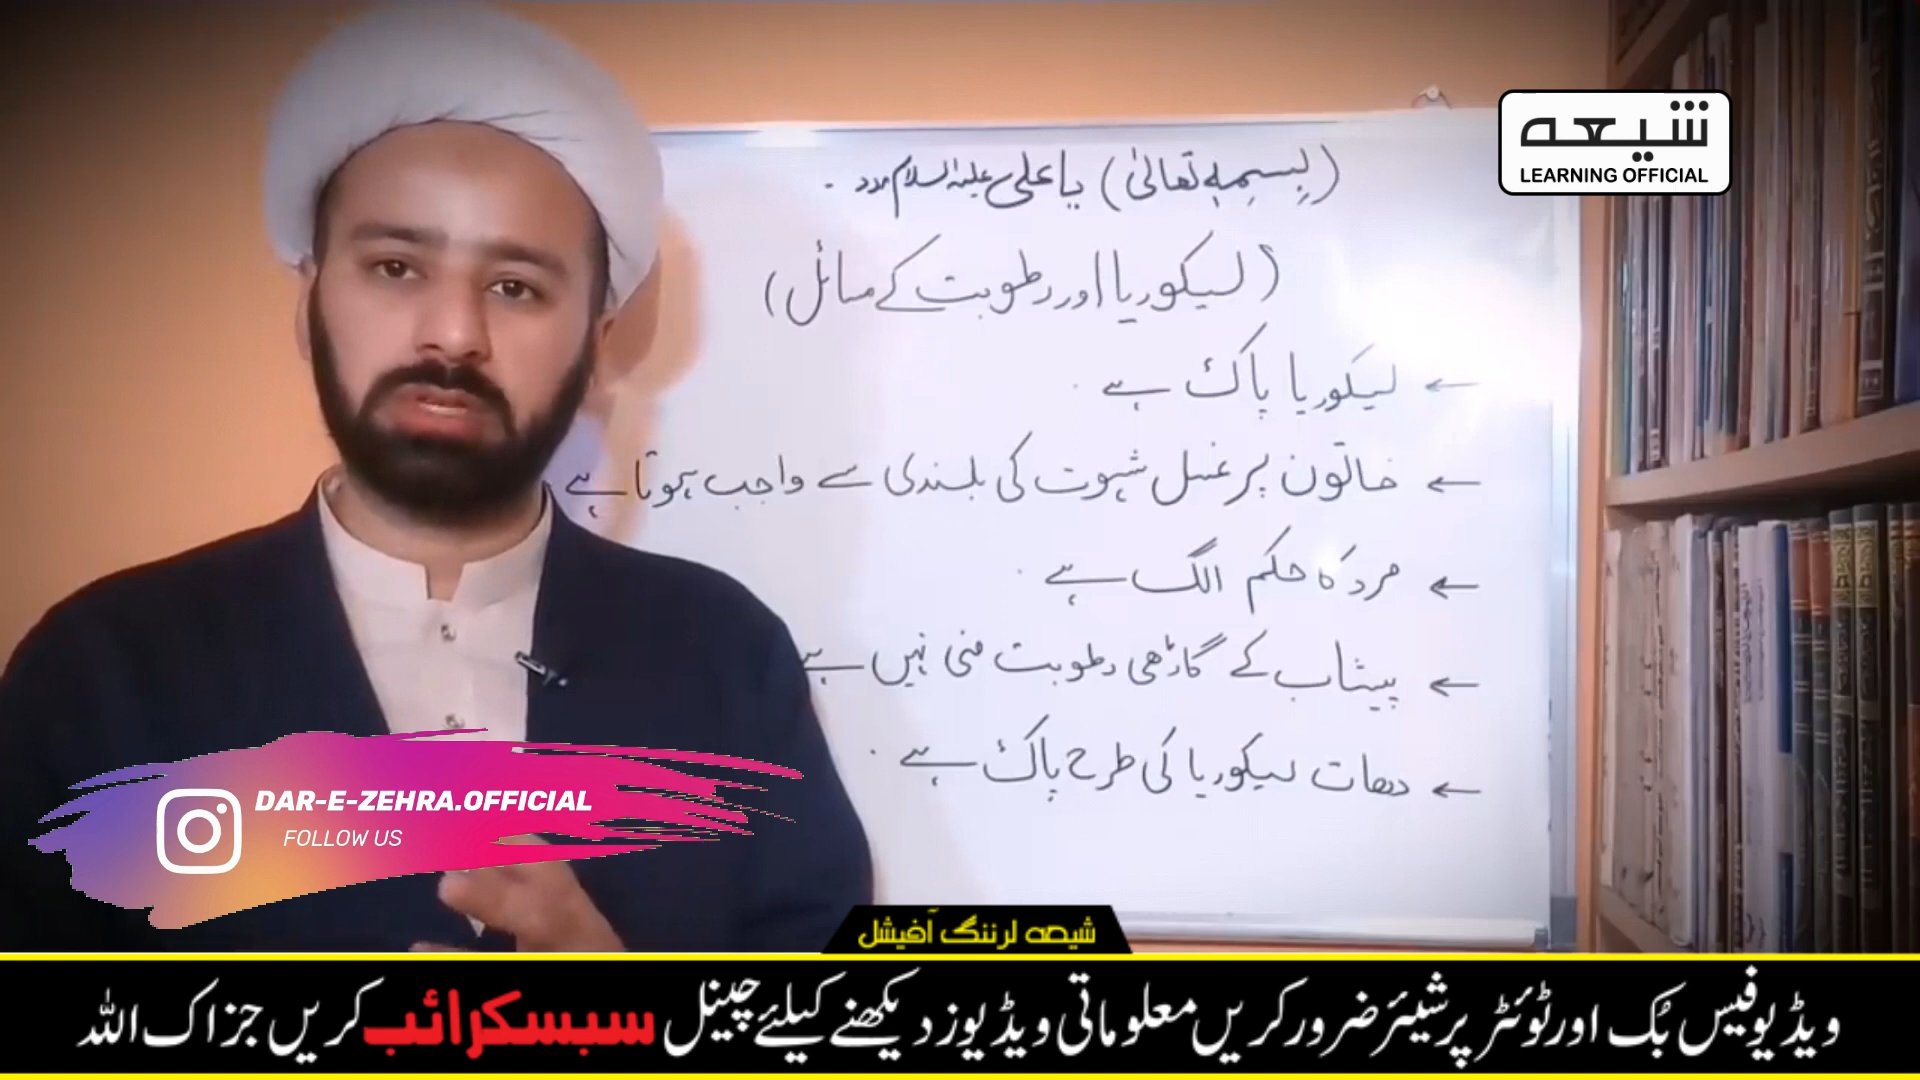 شیعہ
LEARNING OFFICIAL
(بِسمِہٖ تعالیٰ) یا علی علیہ السلام مدد
(لیکوریا اور رطوبت کے مسائل)
← لیکوریا پاک ہے ۔
← خاتون پر غسل شہوت کی بلندی سے واجب ہوتا ہے
← مرد کا حکم الگ ہے ۔
← پیشاب کے گاڑھی رطوبت منی نہیں ہے
← دھات لیکوریا کی طرح پاک ہے ۔
DAR-E-ZEHRA.OFFICIAL
FOLLOW US
شیعہ لرننگ آفیشل
ویڈیو فیس بُک اور ٹوئٹر پر شیئر ضرور کریں معلوماتی ویڈیوز دیکھنے کیلئے چینل سبسکرائب کریں جزاک اللہ